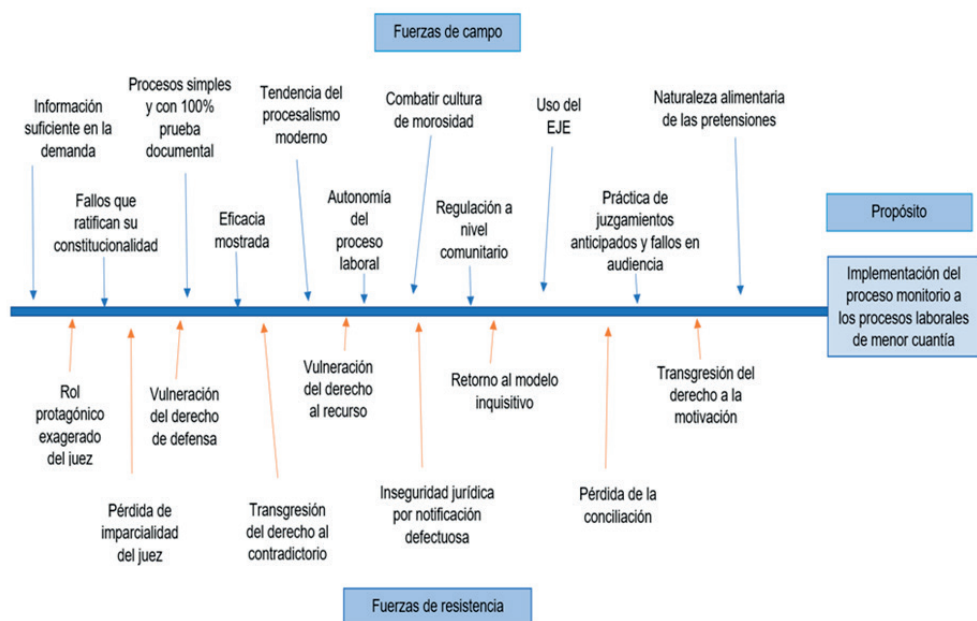 Fuerzas de campo
Información
suficiente en la
demanda
Procesos simples
y con 100%
prueba
documental
Tendencia del
procesalismo
moderno
Combatir cultura
de morosidad
Uso del
EJE
Naturaleza alimentaria
de las pretensiones
Fallos que
ratifican su
constitucionalidad
Eficacia
mostrada
Autonomía
del
proceso
laboral
Regulación a
nivel
comunitario
Práctica de
juzgamientos
anticipados y fallos en
audiencia
Propósito
Implementación del
proceso monitorio a
los procesos laborales
de menor cuantía
Rol
protagónico
exagerado
del juez
Vulneración del
derecho
de defensa
Vulneración
del derecho
al recurso
Retorno al modelo
inquisitivo
Transgresión del
derecho a la
motivación
Pérdida de
imparcialidad
del juez
Transgresión
del derecho al
contradictorio
Inseguridad jurídica
por notificación
defectuosa
Pérdida de la
conciliación
Fuerzas de resistencia